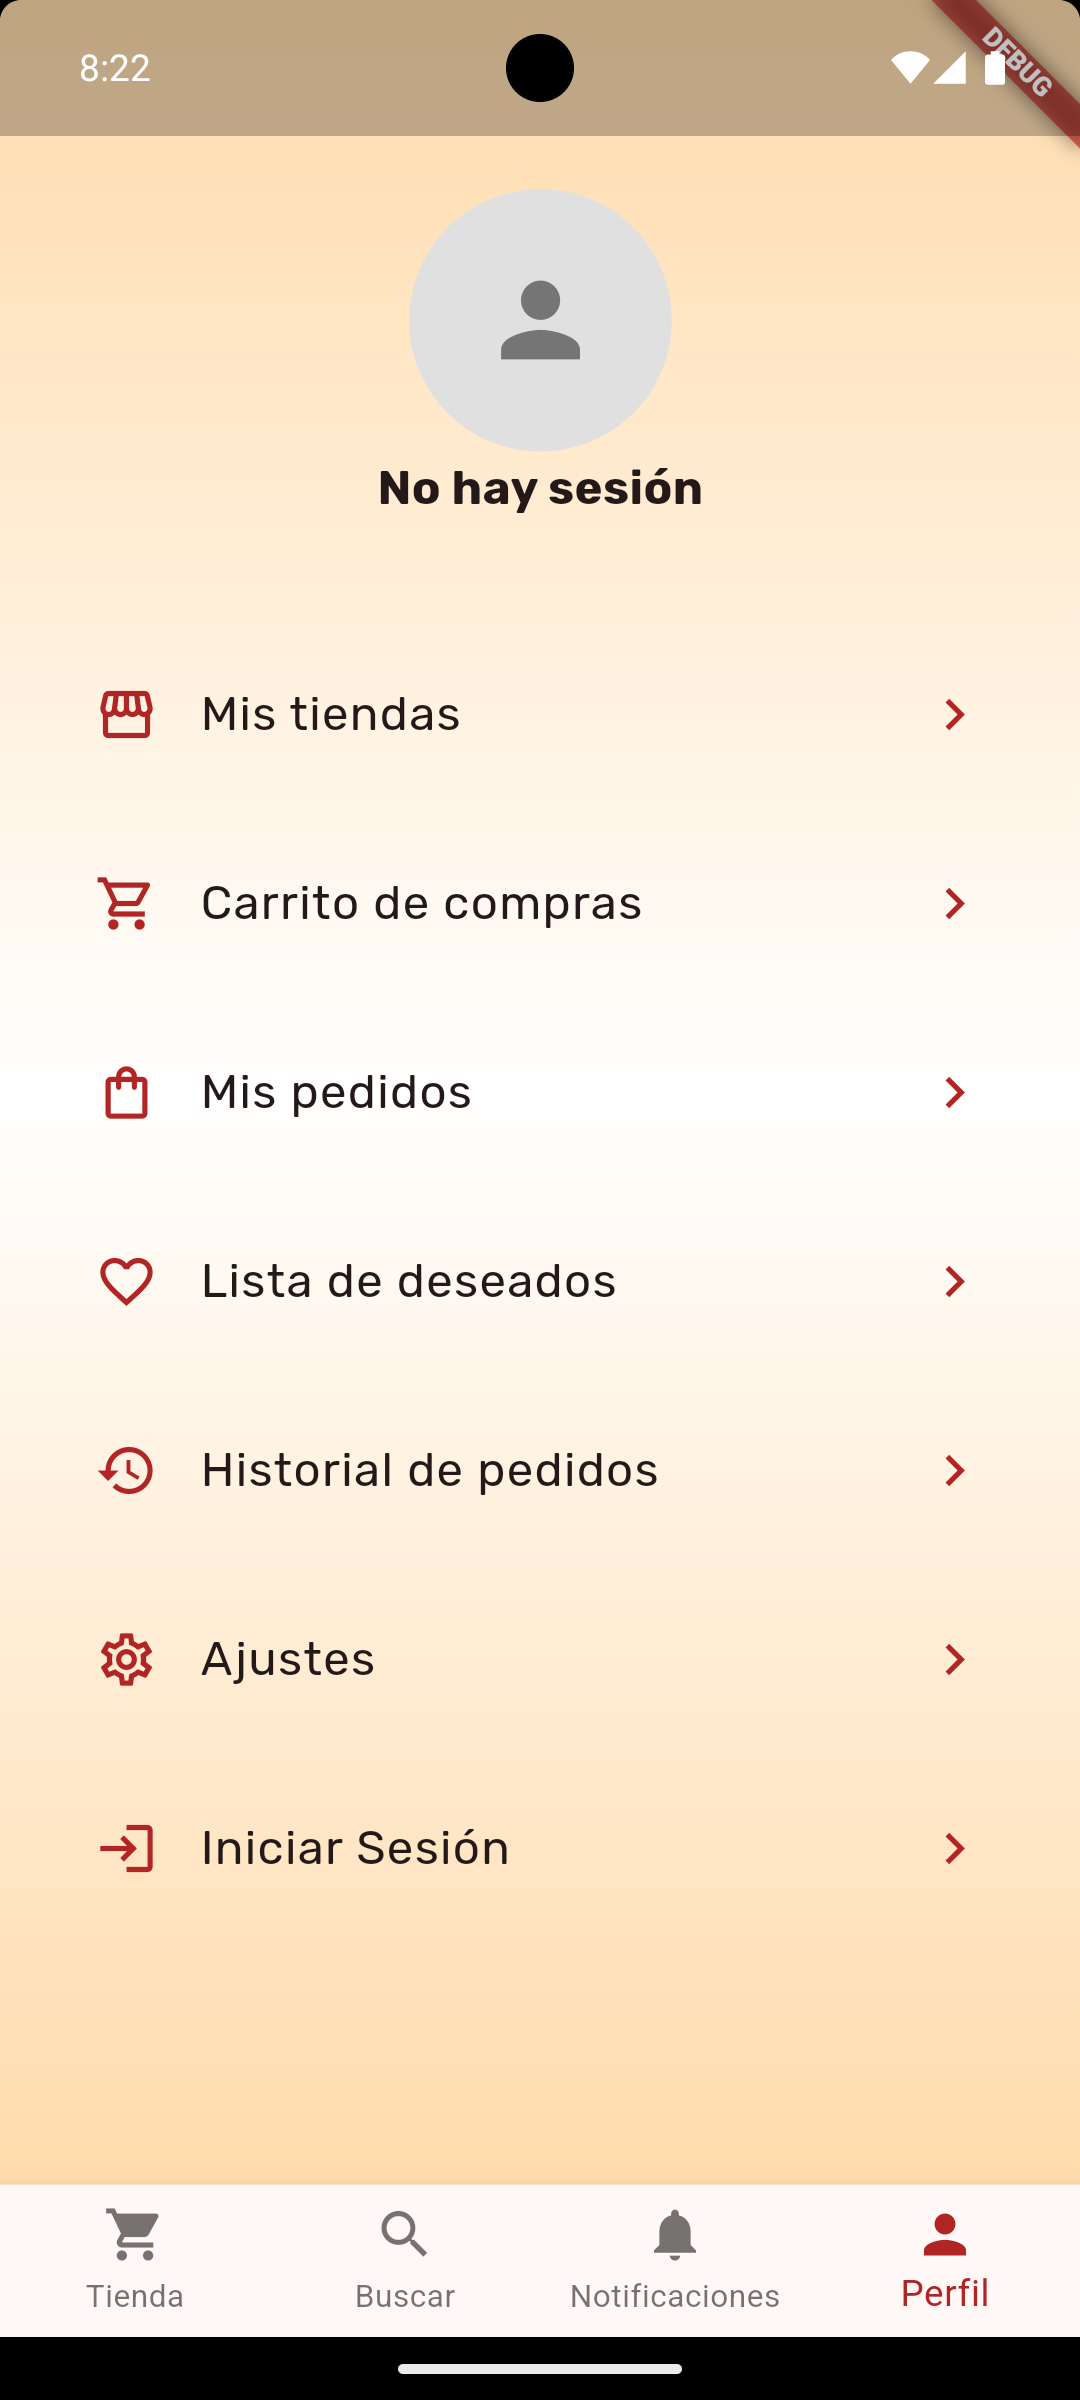 8:22
DEBUG
No hay sesión
Mis tiendas
Carrito de compras
Mis pedidos
Lista de deseados
Historial de pedidos
Ajustes
Iniciar Sesión
Tienda
Buscar
Notificaciones
Perfil